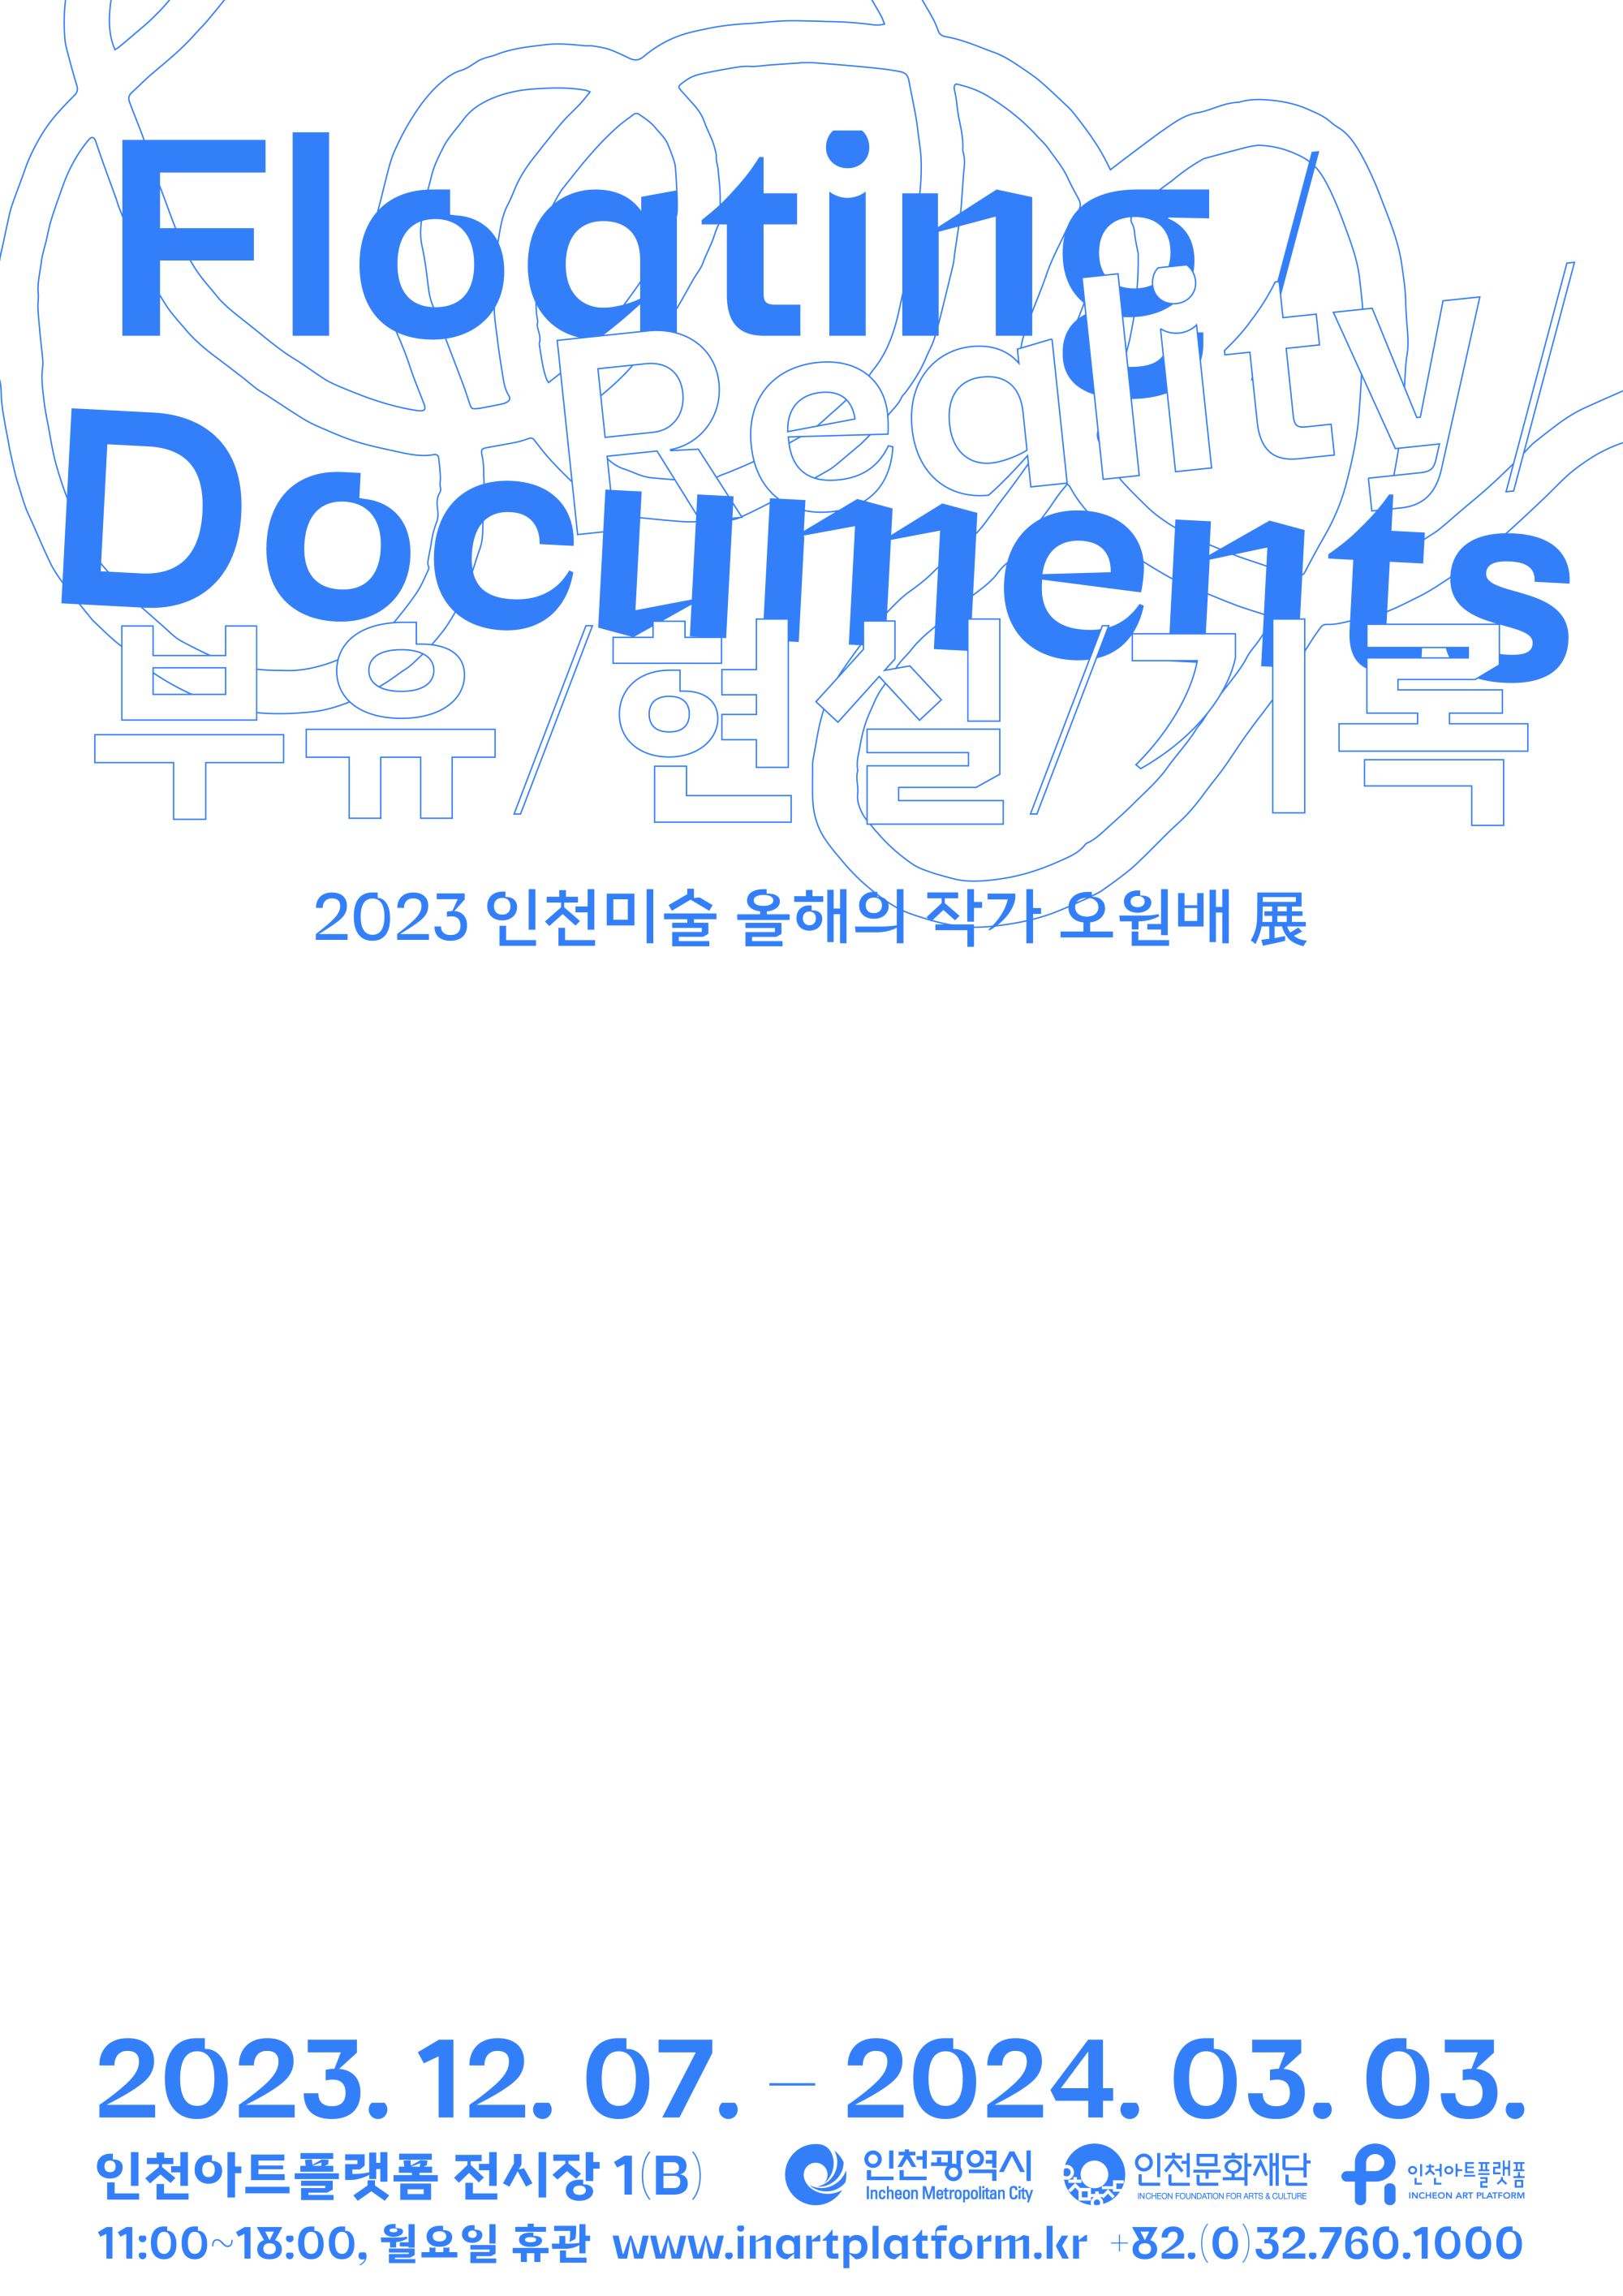 Floating
Reality/
Documents
부유/현실/기록
2023 인천미술 올해의 작가 오원배 展
2023. 12. 07. — 2024. 03. 03.
인천아트플랫폼 전시장 1(B)
인천광역시
Incheon Metropolitan City
인천문화재단
INCHEON FOUNDATION FOR ARTS & CULTURE
인천아트플랫폼
INCHEON ART PLATFORM
11:00~18:00, 월요일 휴관 www.inartplatform.kr +82.(0)32.760.1000